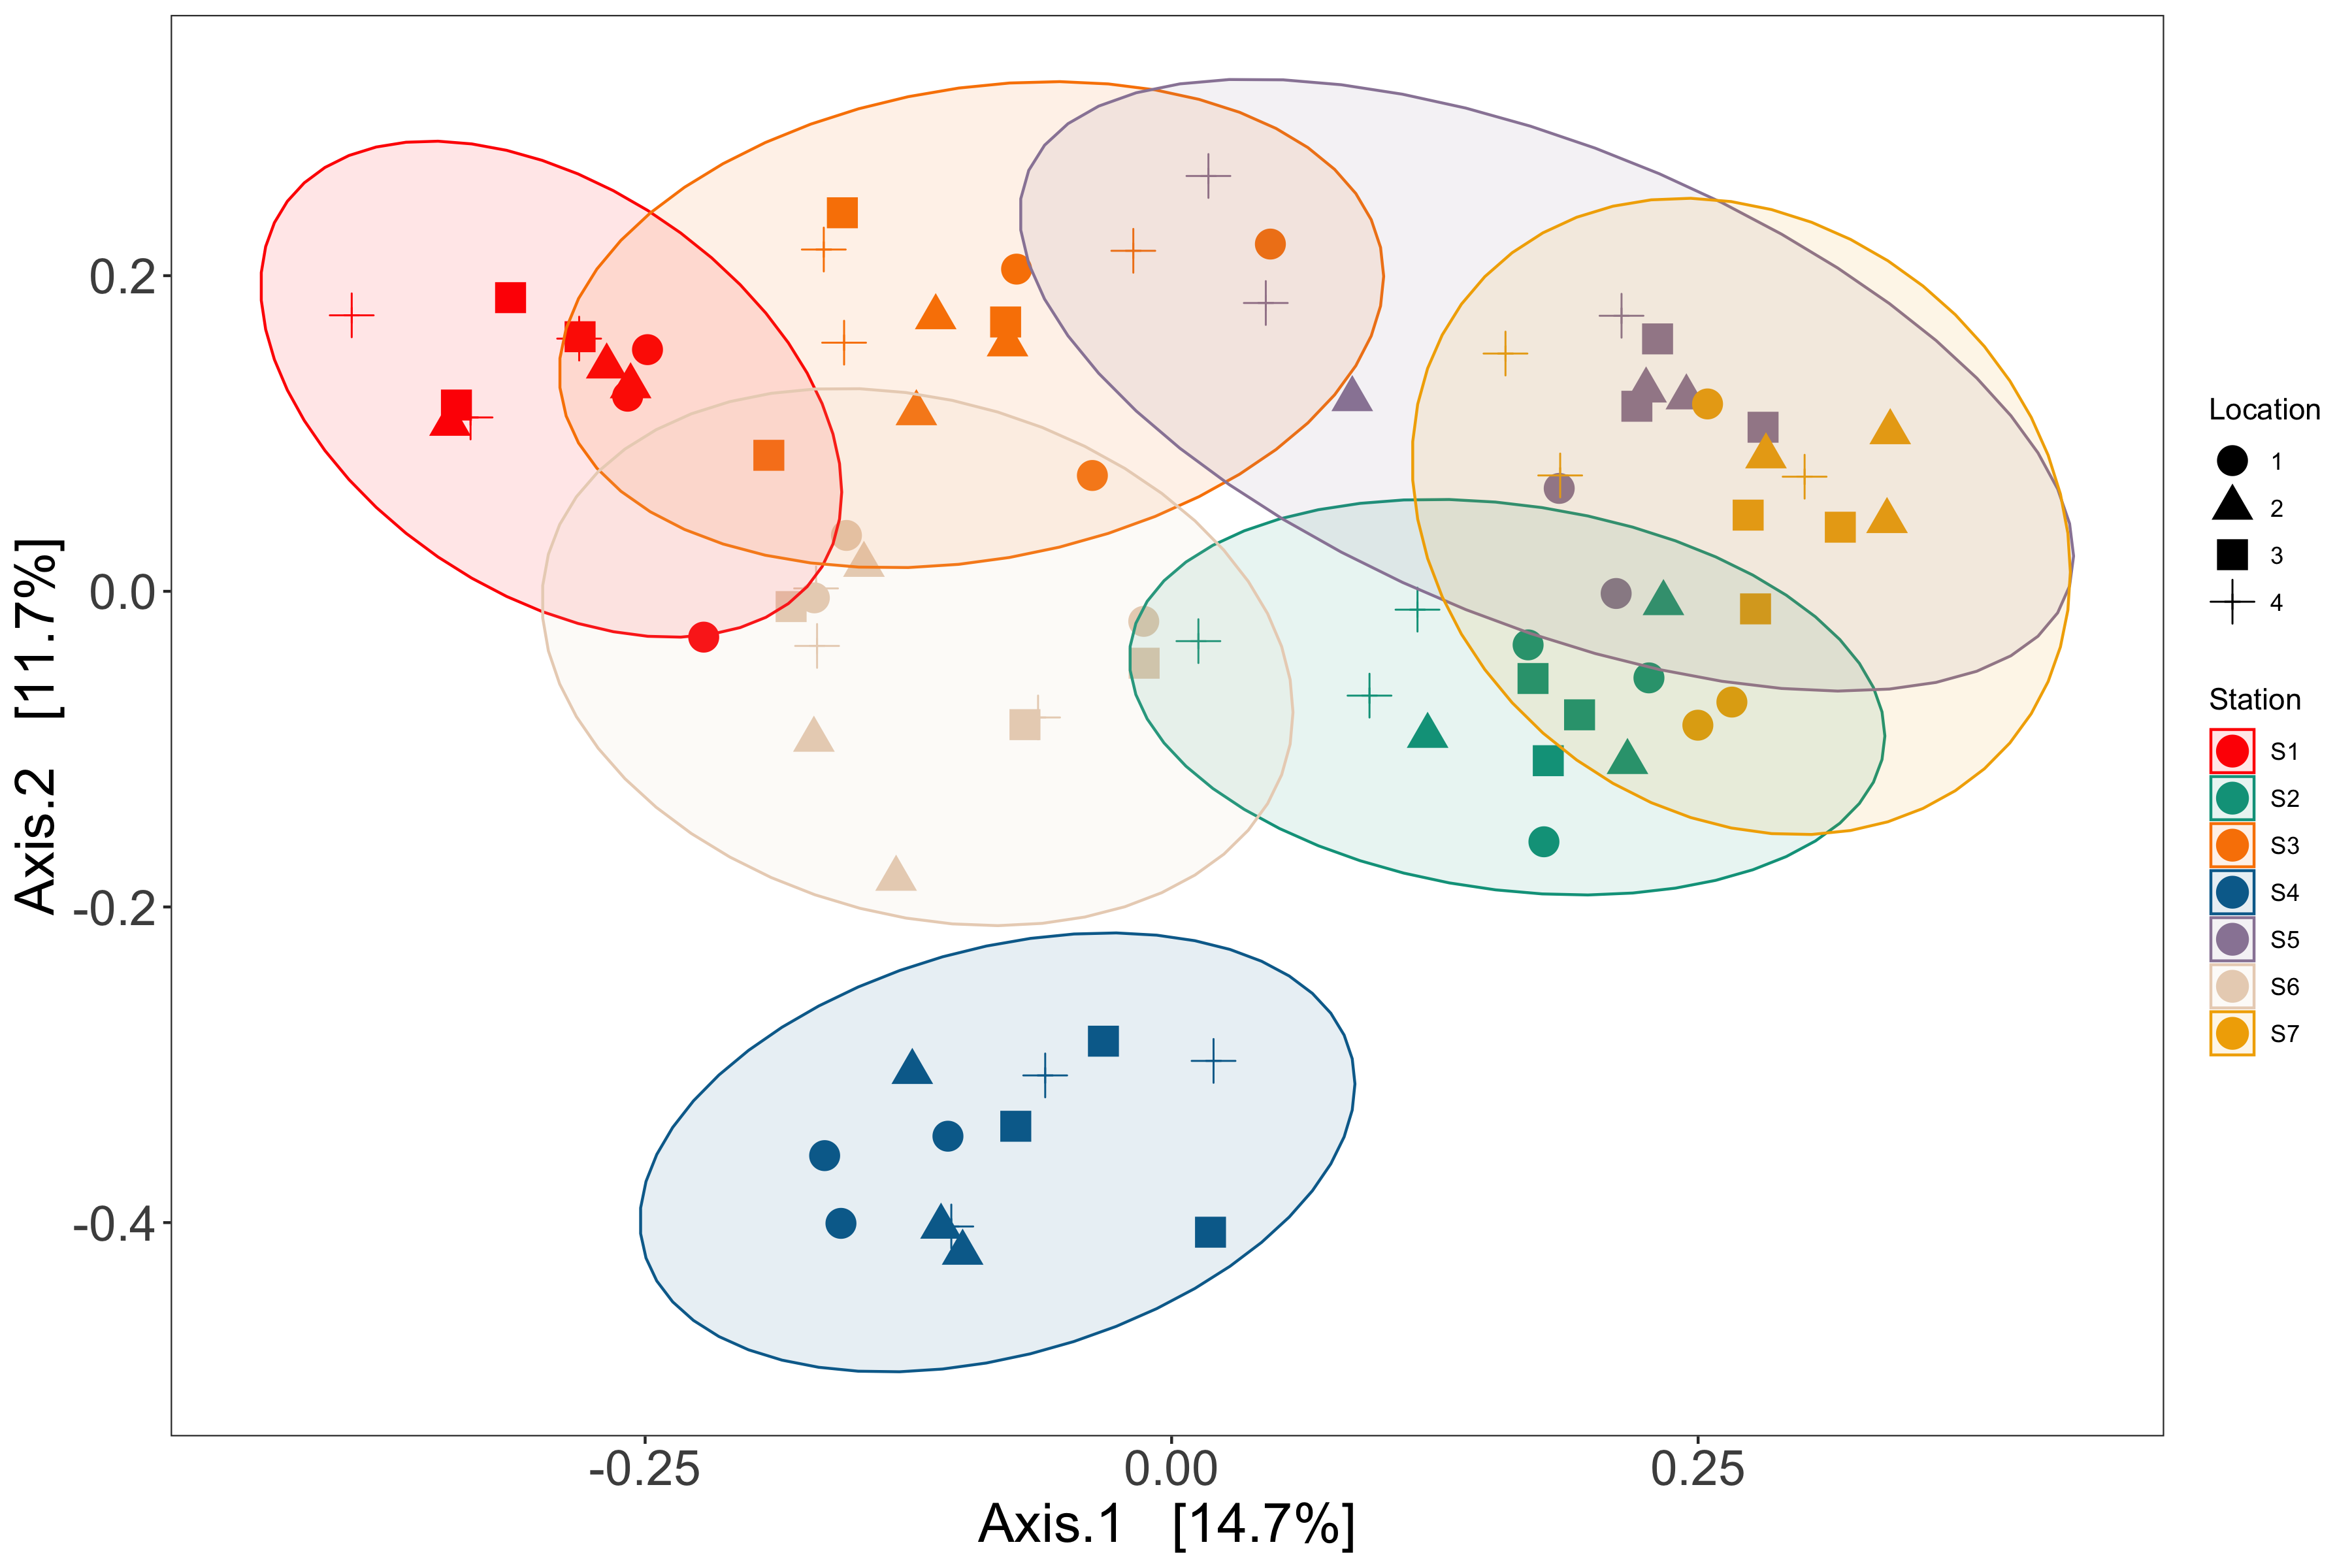 Axis.2 [11.7%]
0.2
0.0
-0.2
-0.4
-0.25
0.00
0.25
Axis.1 [14.7%]
Location
1
2
3
4
Station
S1
S2
S3
S4
S5
S6
S7